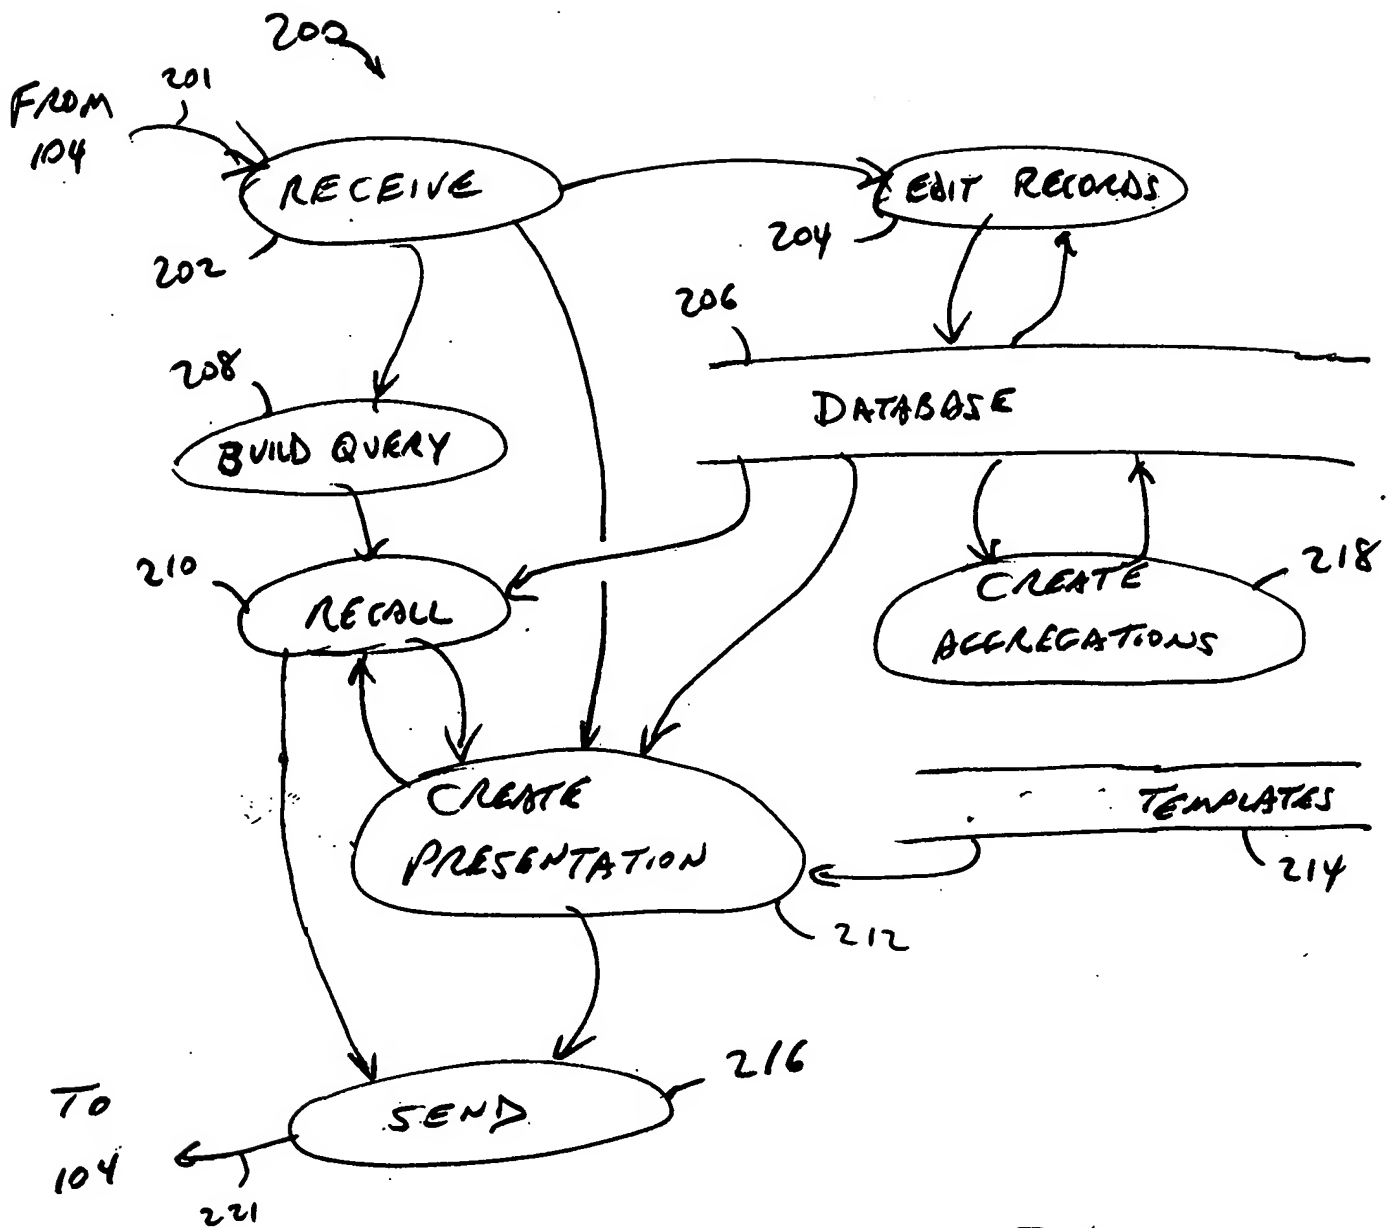 200
201
FROM
104
RECEIVE
EDIT RECORDS
202
204
206
208
DATABASE
BUILD QUERY
210
RECALL
CREATE
AGGREGATIONS
218
CREATE
PRESENTATION
TEMPLATES
214
212
216
SEND
TO
104
221